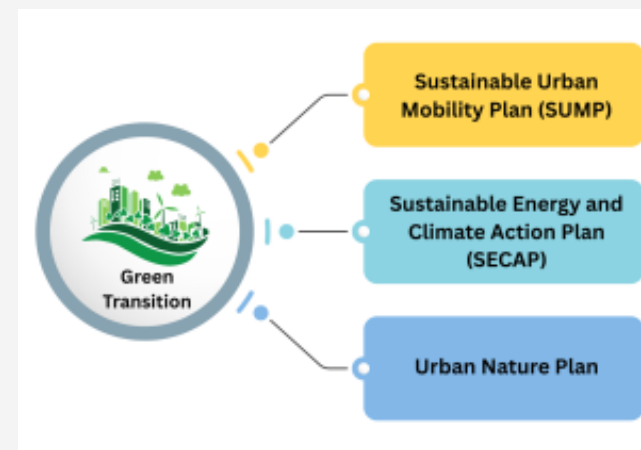 Green
Transition
Sustainable Urban
Mobility Plan (SUMP)
Sustainable Energy and
Climate Action Plan
(SECAP)
Urban Nature Plan